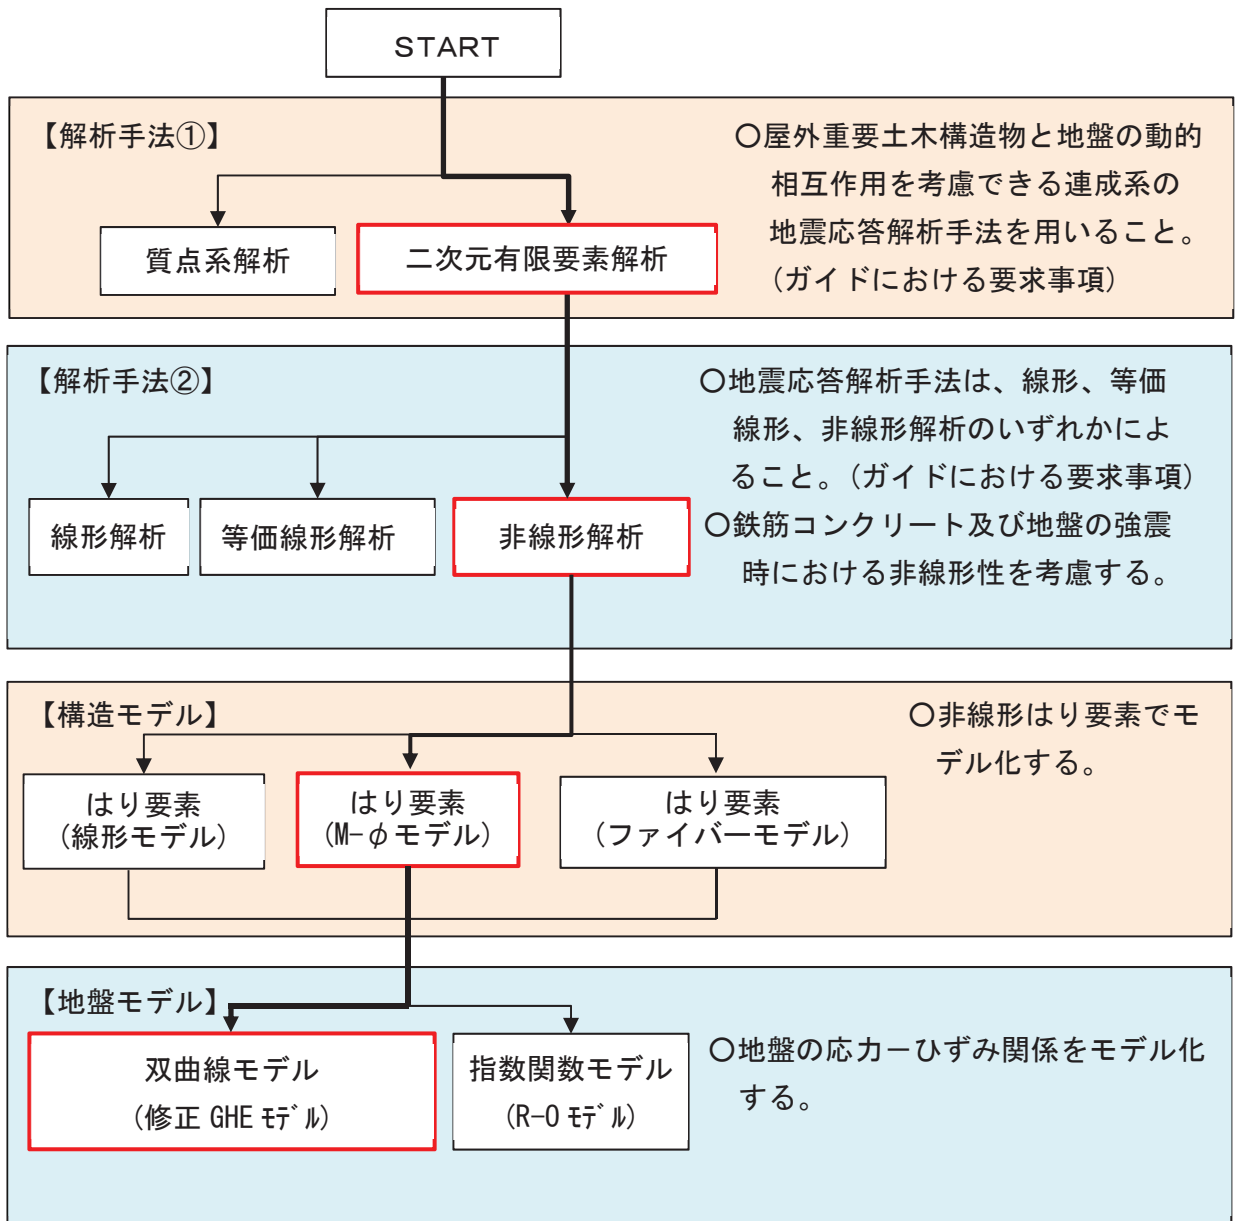 START
【解析手法①】
○屋外重要土木構造物と地盤の動的
相互作用を考慮できる連成系の
地震応答解析手法を用いること。
(ガイドにおける要求事項)
質点系解析
二次元有限要素解析
【解析手法②】
○地震応答解析手法は、線形、等価
線形、非線形解析のいずれかによ
ること。(ガイドにおける要求事項)
○鉄筋コンクリート及び地盤の強震
時における非線形性を考慮する。
線形解析
等価線形解析
非線形解析
【構造モデル】
○非線形はり要素でモ
デル化する。
はり要素
(線形モデル)
はり要素
(M-φモデル)
はり要素
(ファイバーモデル)
【地盤モデル】
○地盤の応力－ひずみ関係をモデル化
する。
双曲線モデル
(修正 GHE ﾓﾃﾞﾙ)
指数関数モデル
(R-O ﾓﾃﾞﾙ)